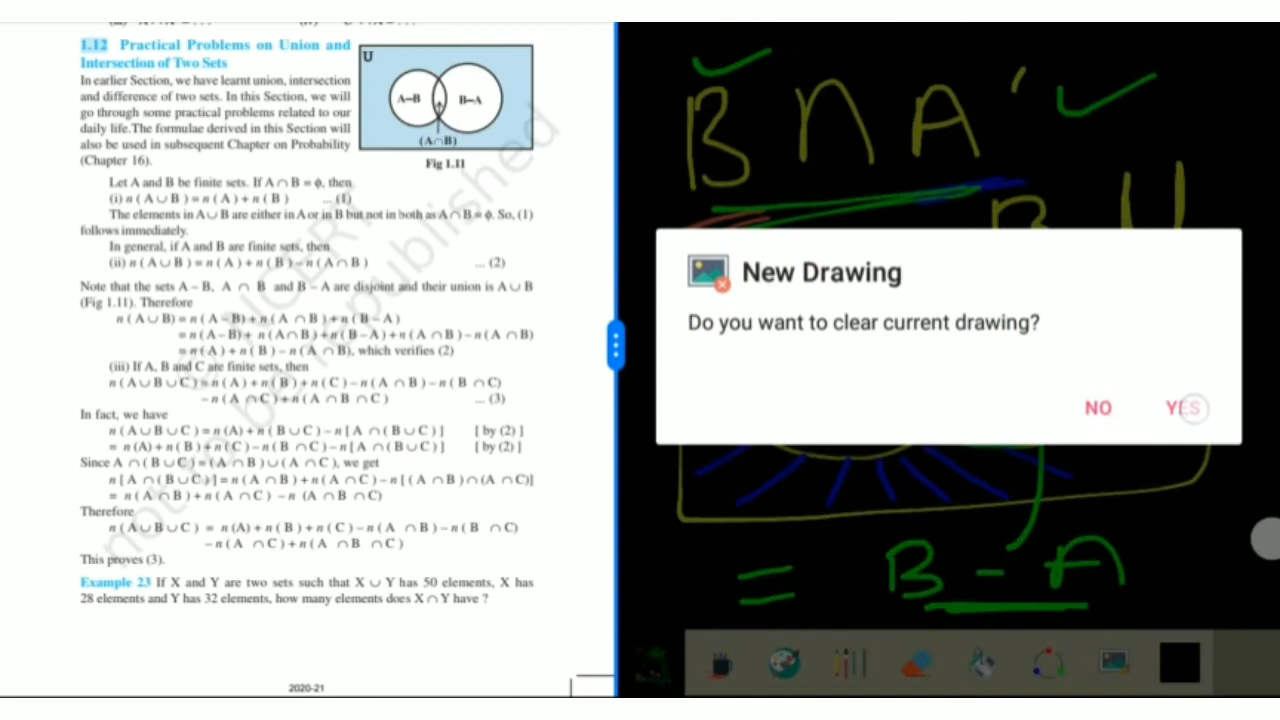 1.12 Practical Problems on Union and
Intersection of Two Sets
In earlier Section, we have learnt union, intersection
and difference of two sets. In this Section, we will
go through some practical problems related to our
daily life.The formulae derived in this Section will
also be used in subsequent Chapter on Probability
(Chapter 16).
U
A–B
B–A
(A∩B)
Fig 1.11
Let A and B be finite sets. If A ∩ B = ϕ, then
(i) n ( A ∪ B ) = n ( A ) + n ( B ) ... (1)
The elements in A ∪ B are either in A or in B but not in both as A ∩ B = ϕ. So, (1)
follows immediately.
In general, if A and B are finite sets, then
(ii) n ( A ∪ B ) = n ( A ) + n ( B ) – n ( A ∩ B ) ... (2)
Note that the sets A – B, A ∩ B and B – A are disjoint and their union is A ∪ B
(Fig 1.11). Therefore
n ( A ∪ B) = n ( A – B) + n ( A ∩ B ) + n ( B – A )
= n ( A – B) + n ( A ∩ B ) + n ( B – A ) + n ( A ∩ B ) – n ( A ∩ B)
= n ( A ) + n ( B ) – n ( A ∩ B), which verifies (2)
(iii) If A, B and C are finite sets, then
n ( A ∪ B ∪ C ) = n ( A ) + n ( B ) + n ( C ) – n ( A ∩ B ) – n ( B ∩ C)
– n ( A ∩ C ) + n ( A ∩ B ∩ C ) ... (3)
In fact, we have
n ( A ∪ B ∪ C ) = n (A) + n ( B ∪ C ) – n [ A ∩ ( B ∪ C ) ] [ by (2) ]
= n (A) + n ( B ) + n ( C ) – n ( B ∩ C ) – n [ A ∩ ( B ∪ C ) ] [ by (2) ]
Since A ∩ ( B ∪ C ) = ( A ∩ B ) ∪ ( A ∩ C ), we get
n [ A ∩ ( B ∪ C ) ] = n ( A ∩ B ) + n ( A ∩ C ) – n [ ( A ∩ B ) ∩ (A ∩ C)]
= n ( A ∩ B ) + n ( A ∩ C ) – n (A ∩ B ∩ C)
Therefore
n ( A ∪ B ∪ C ) = n (A) + n ( B ) + n ( C ) – n ( A ∩ B ) – n ( B ∩ C)
– n ( A ∩ C ) + n ( A ∩ B ∩ C )
This proves (3).
Example 23 If X and Y are two sets such that X ∪ Y has 50 elements, X has
28 elements and Y has 32 elements, how many elements does X ∩ Y have ?
2020-21
© NCERT
not to be republished
B ∩ A′
New Drawing
Do you want to clear current drawing?
NO YES
= B – A